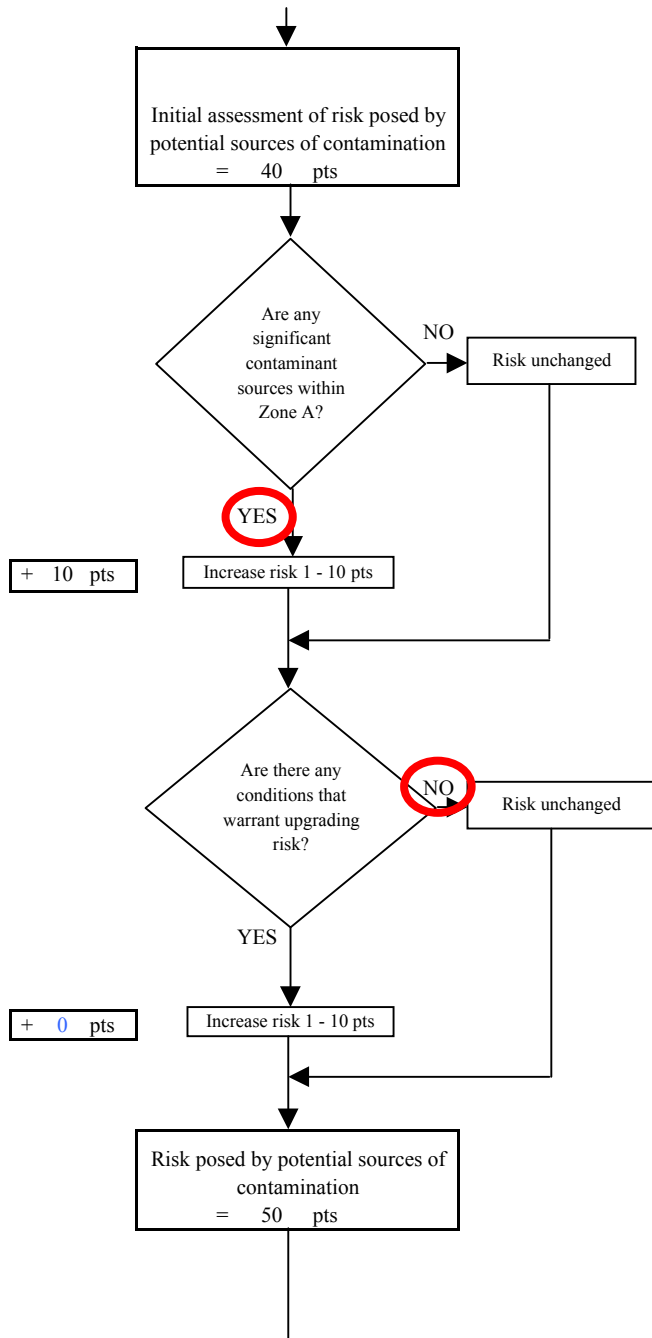 Initial assessment of risk posed by
potential sources of contamination
= 40 pts
Are any
significant
contaminant
sources within
Zone A?
NO
Risk unchanged
YES
+ 10 pts
Increase risk 1 - 10 pts
Are there any
conditions that
warrant upgrading
risk?
NO
Risk unchanged
YES
+ 0 pts
Increase risk 1 - 10 pts
Risk posed by potential sources of
contamination
= 50 pts